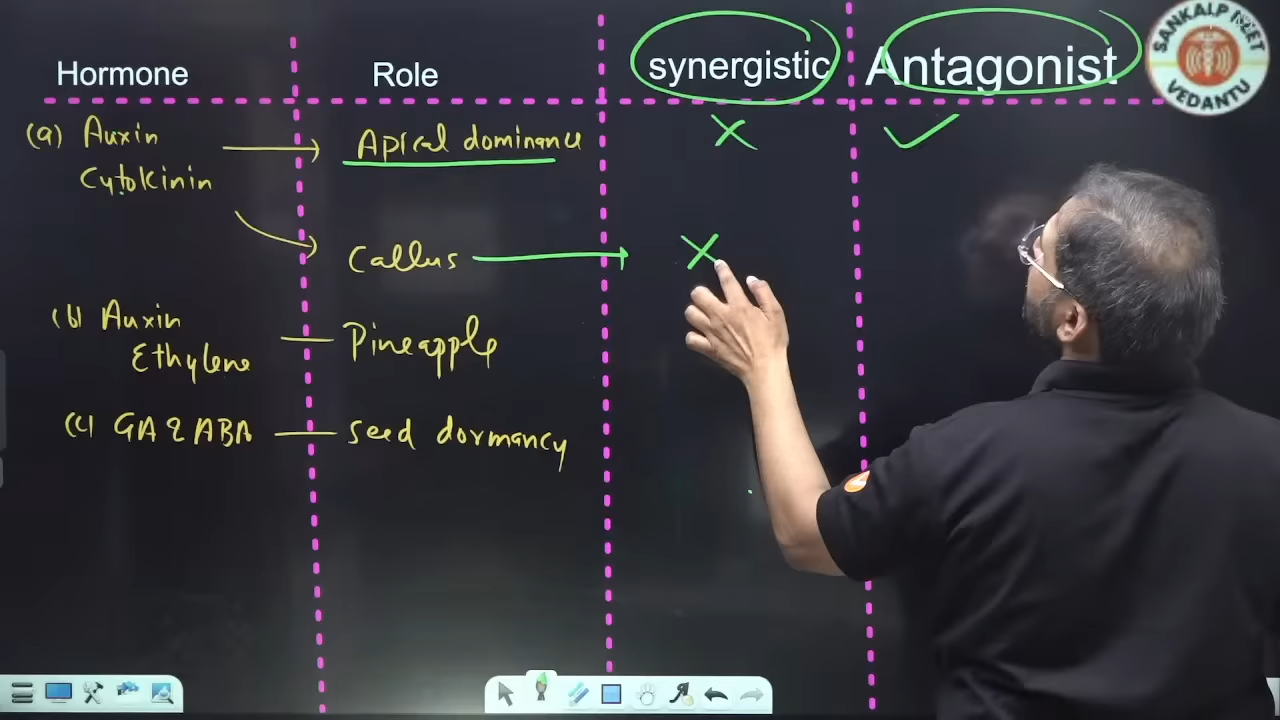 Hormone Role synergistic Antagonist
SANKALP NEET
VEDANTU
(a) Auxin → Apical dominance X ✓
Cytokinin
Callus → X
(b) Auxin
Ethylene — Pineapple
(c) GA & ABA — seed dormancy